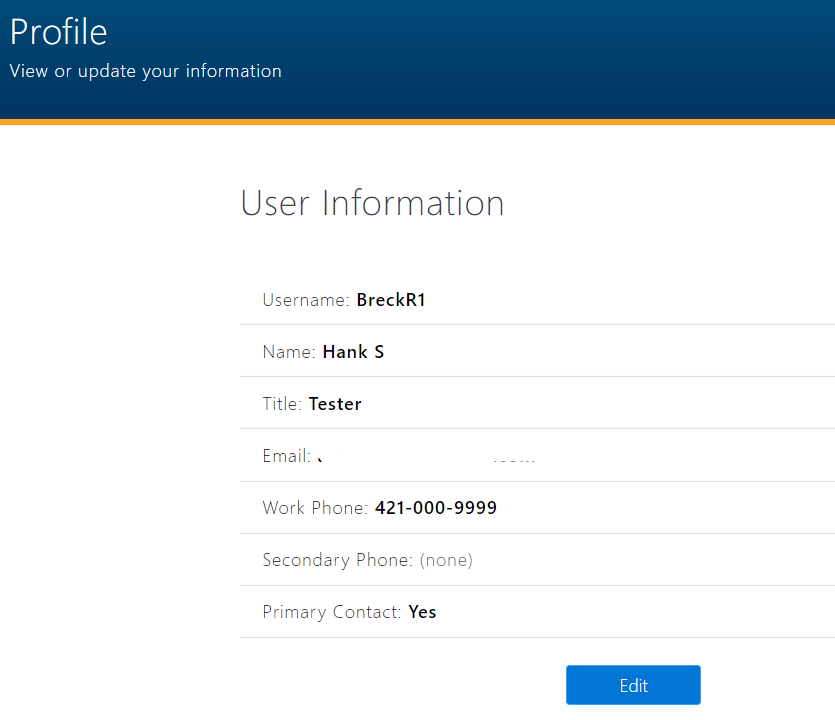 Profile
View or update your information
User Information
Username: BreckR1
Name: Hank S
Title: Tester
Email:
Work Phone: 421-000-9999
Secondary Phone: (none)
Primary Contact: Yes
Edit